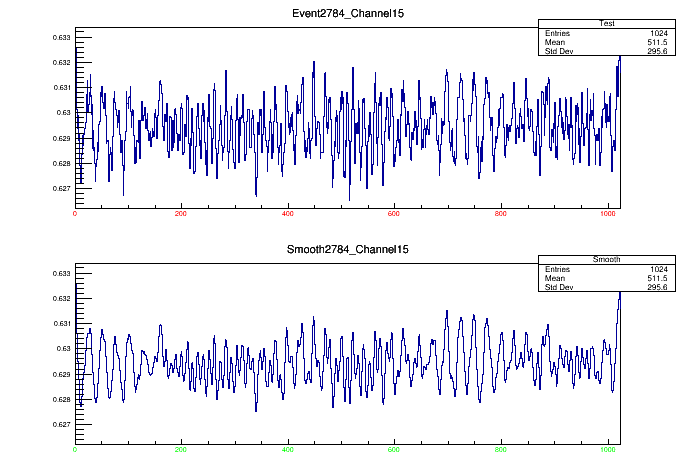 Event2784_Channel15
Test
Entries 1024
Mean 511.5
Std Dev 295.6
0.633
0.632
0.631
0.63
0.629
0.628
0.627
0 200 400 600 800 1000
Smooth2784_Channel15
Smooth
Entries 1024
Mean 511.5
Std Dev 295.6
0.633
0.632
0.631
0.63
0.629
0.628
0.627
0 200 400 600 800 1000